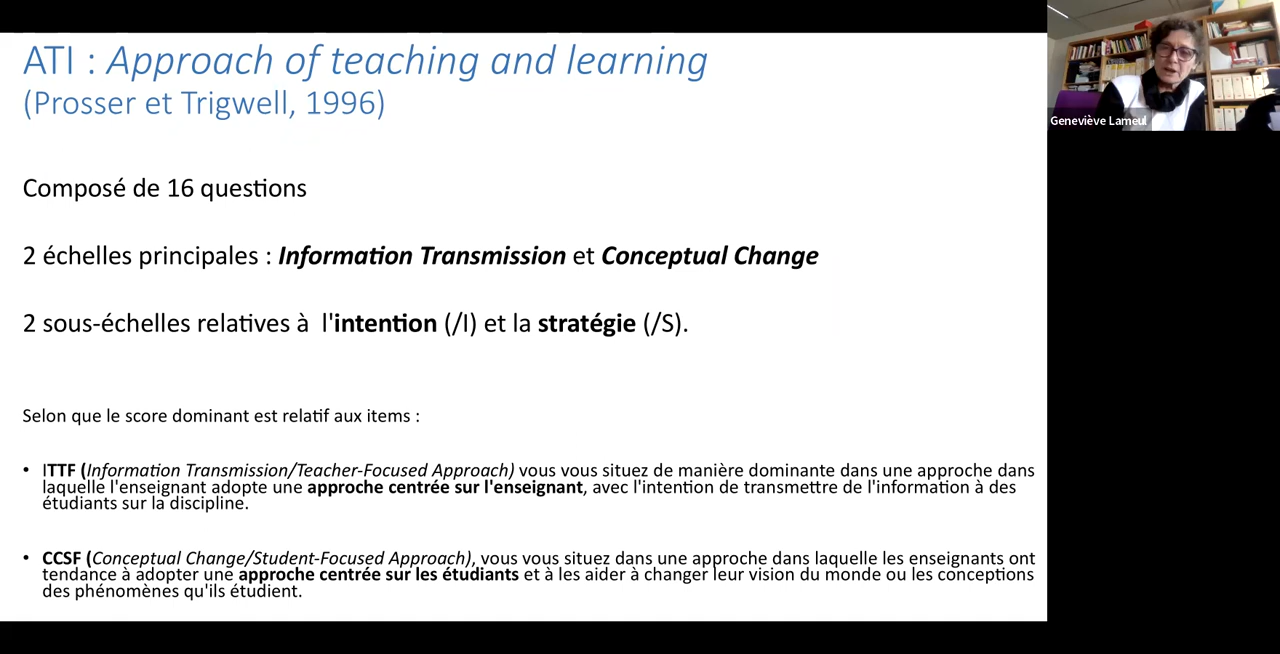 ATI : Approach of teaching and learning
(Prosser et Trigwell, 1996)
Geneviève Lameul
Composé de 16 questions
2 échelles principales : Information Transmission et Conceptual Change
2 sous-échelles relatives à l'intention (/I) et la stratégie (/S).
Selon que le score dominant est relatif aux items :
• ITTF (Information Transmission/Teacher-Focused Approach) vous vous situez de manière dominante dans une approche dans
laquelle l'enseignant adopte une approche centrée sur l'enseignant, avec l'intention de transmettre de l'information à des
étudiants sur la discipline.
• CCSF (Conceptual Change/Student-Focused Approach), vous vous situez dans une approche dans laquelle les enseignants ont
tendance à adopter une approche centrée sur les étudiants et à les aider à changer leur vision du monde ou les conceptions
des phénomènes qu'ils étudient.